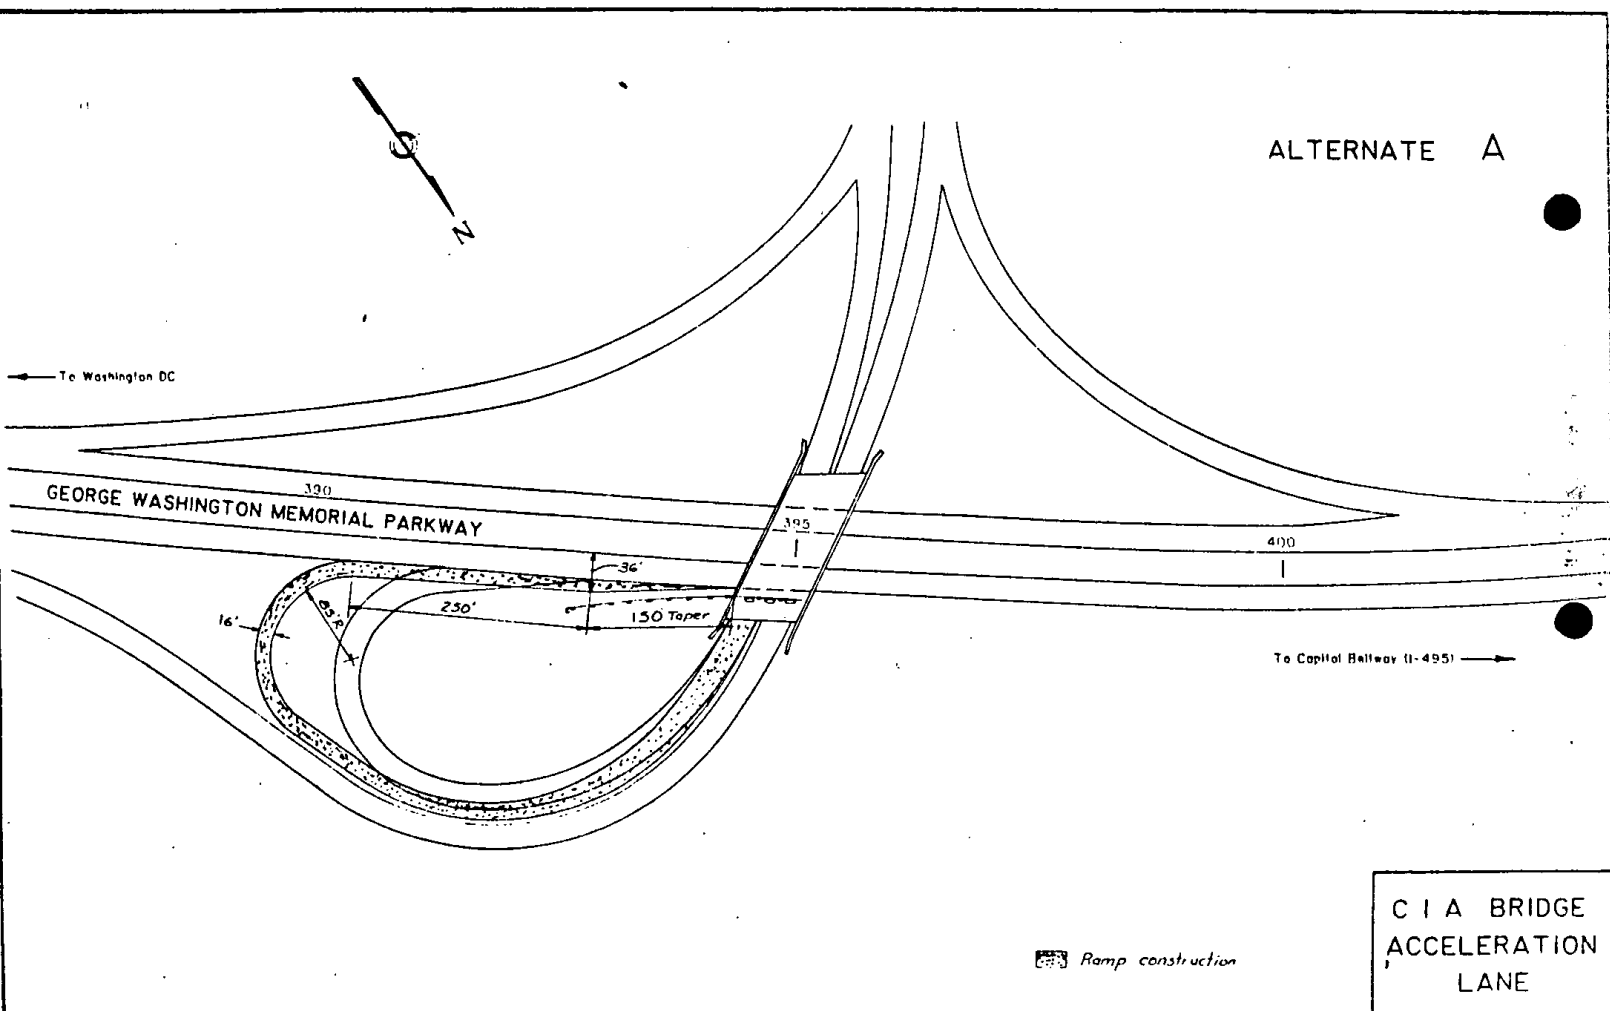 ALTERNATE A
N
To Washington DC
390
GEORGE WASHINGTON MEMORIAL PARKWAY
395
400
36'
250'
150 Taper
85' R
16'
To Capitol Beltway (I-495)
Ramp construction
C I A BRIDGE
ACCELERATION
LANE